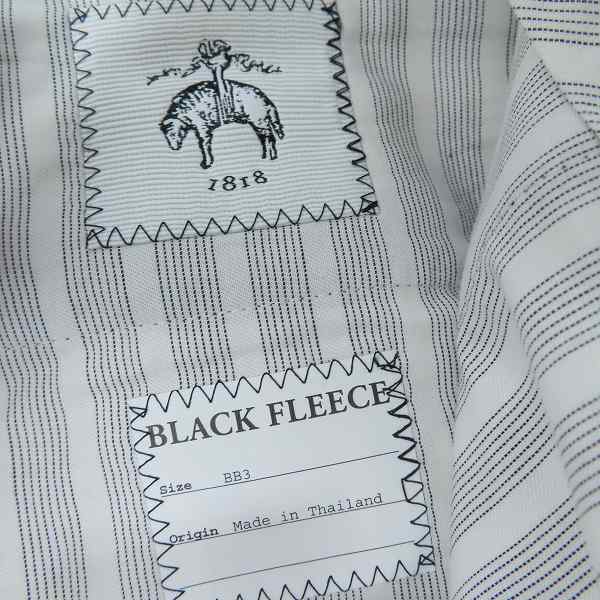 1818
BLACK FLEECE
Size BB3
Origin Made in Thailand